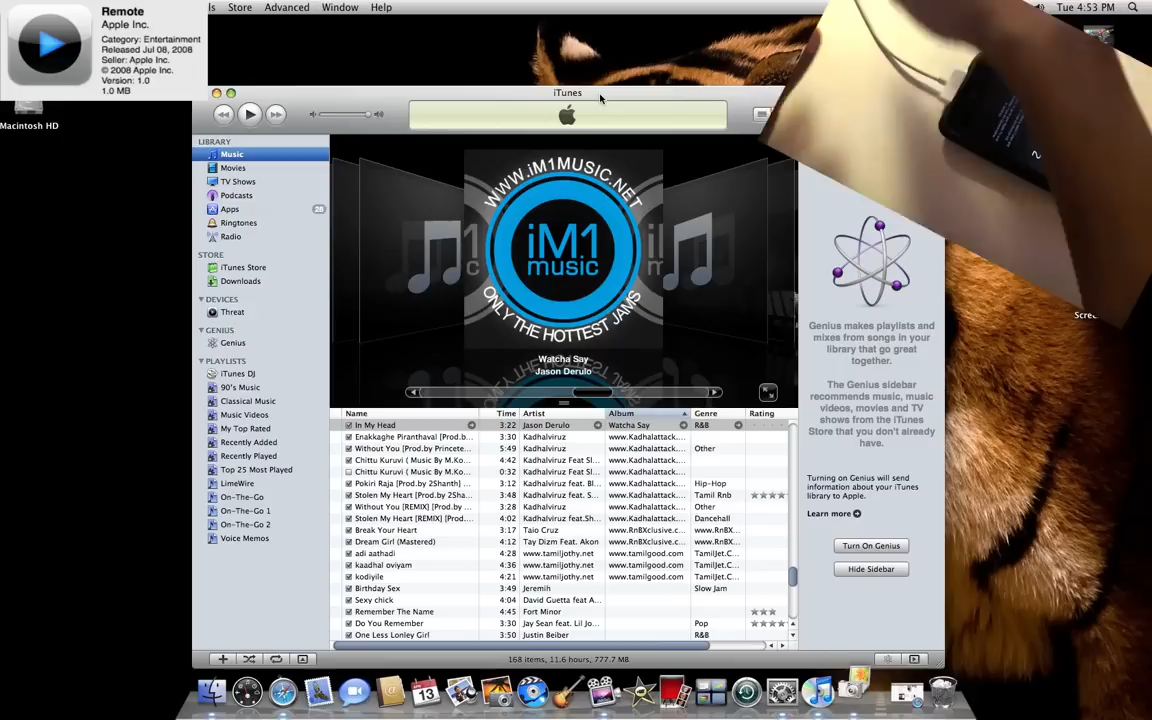 Remote
Apple Inc.
Category: Entertainment
Released Jul 08, 2008
Seller: Apple Inc.
© 2008 Apple Inc.
Version: 1.0
1.0 MB
ls Store Advanced Window Help
Tue 4:53 PM
Macintosh HD
iTunes
LIBRARY
Music
Movies
TV Shows
Podcasts
Apps 28
Ringtones
Radio
STORE
iTunes Store
Downloads
DEVICES
Threat
GENIUS
Genius
PLAYLISTS
iTunes DJ
90's Music
Classical Music
Music Videos
My Top Rated
Recently Added
Recently Played
Top 25 Most Played
LimeWire
On-The-Go
On-The-Go 1
On-The-Go 2
Voice Memos
WWW.iM1MUSIC.NET
iM1
music
ONLY THE HOTTEST JAMS
Watcha Say
Jason Derulo
Name Time Artist Album Genre Rating
In My Head 3:22 Jason Derulo Watcha Say R&B
Enakkaghe Piranthaval [Prod.b... 3:30 Kadhalviruz www.Kadhalattack....
Without You [Prod.by Princete... 5:49 Kadhalviruz www.Kadhalattack.... Other
Chittu Kuruvi ( Music By M.Ko... 4:42 Kadhalviruz Feat Sl... www.Kadhalattack....
Chittu Kuruvi ( Music By M.Ko... 0:32 Kadhalviruz Feat Sl... www.Kadhalattack....
Pokiri Raja [Prod.by 2Shanth] 3:12 Kadhalviruz feat. Bl... www.Kadhalattack.... Hip-Hop
Stolen My Heart [Prod.by 2Sha... 3:48 Kadhalviruz feat. S... www.Kadhalattack.... Tamil Rnb
Without You [REMIX] [Prod.by... 3:28 Kadhalviruz www.Kadhalattack.... Other
Stolen My Heart [REMIX] [Prod.... 4:02 Kadhalviruz feat.Sh... www.Kadhalattack.... Dancehall
Break Your Heart 3:17 Taio Cruz www.RnBXclusive.c... www.RnBX...
Dream Girl (Mastered) 4:12 Tay Dizm Feat. Akon www.RnBXclusive.c... www.RnBX...
adi aathadi 4:28 www.tamiljothy.net www.tamilgood.com TamilJet.C...
kaadhal oviyam 4:36 www.tamiljothy.net www.tamilgood.com TamilJet.C...
kodiyile 4:21 www.tamiljothy.net www.tamilgood.com TamilJet.C...
Birthday Sex 3:09 Jeremih Slow Jam
Sexy chick 4:04 David Guetta feat A...
Remember The Name 4:45 Fort Minor
Do You Remember 3:30 Jay Sean feat. Lil Jo... Pop
One Less Lonley Girl 3:50 Justin Beiber R&B
168 items, 11.6 hours, 777.7 MB
Genius makes playlists and
mixes from songs in your
library that go great
together.
The Genius sidebar
recommends music, music
videos, movies and TV
shows from the iTunes
Store that you don't already
have.
Turning on Genius will send
information about your iTunes
library to Apple.
Learn more
Turn On Genius
Hide Sidebar
Scree
13